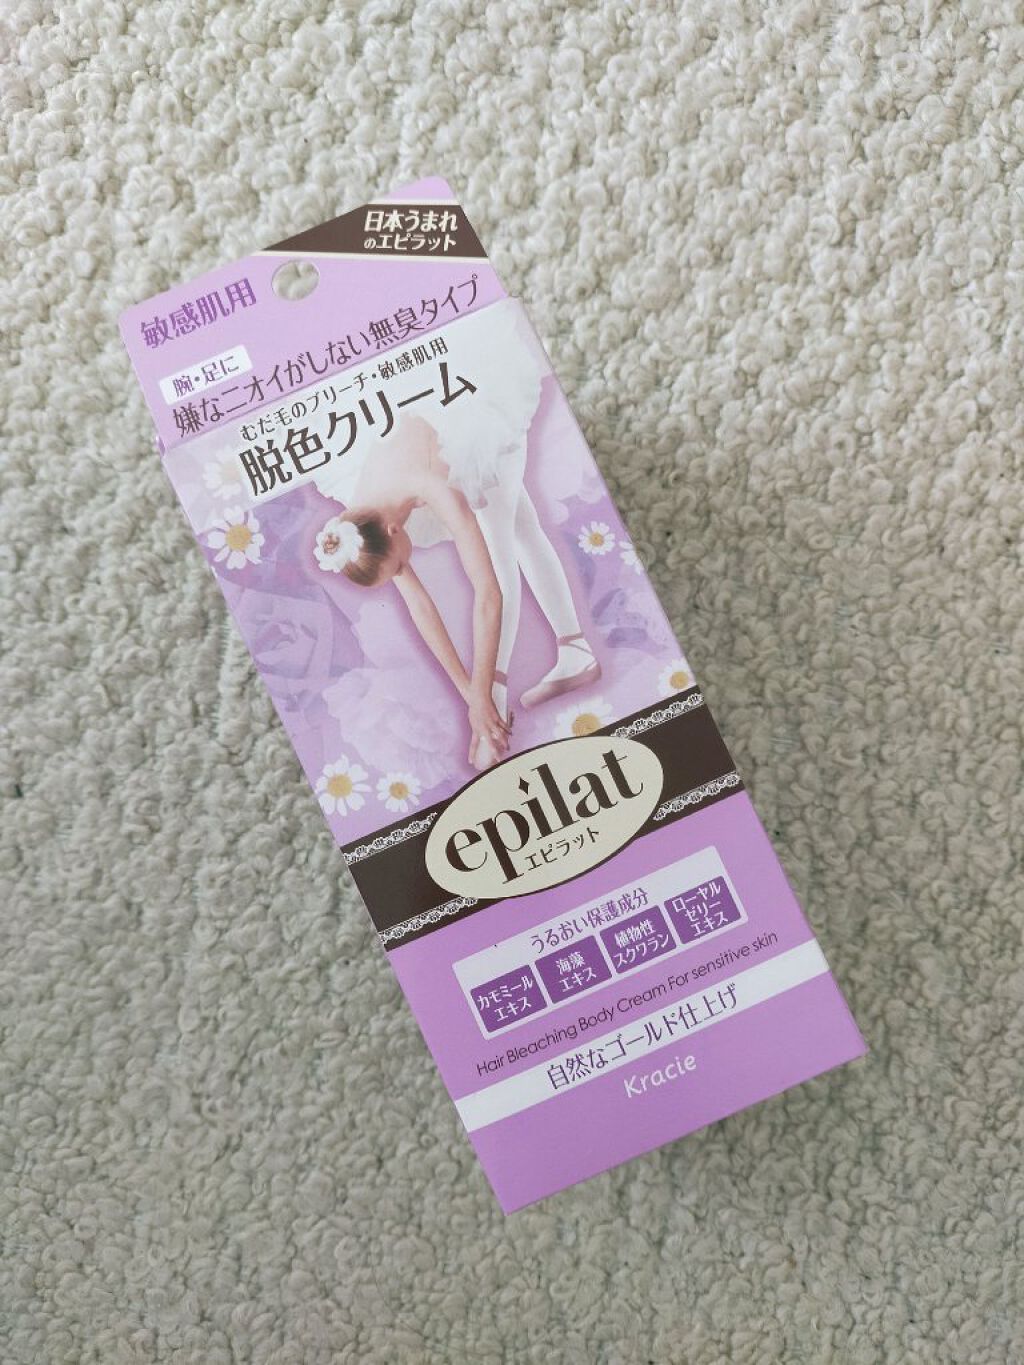 日本うまれ
のエピラット
敏感肌用
腕・足に
嫌なニオイがしない無臭タイプ
むだ毛のブリーチ・敏感肌用
脱色クリーム
epilat
エピラット
うるおい保護成分
カモミール
エキス
海藻
エキス
植物性
スクワラン
ローヤル
ゼリー
エキス
Hair Bleaching Body Cream For sensitive skin
自然なゴールド仕上げ
Kracie